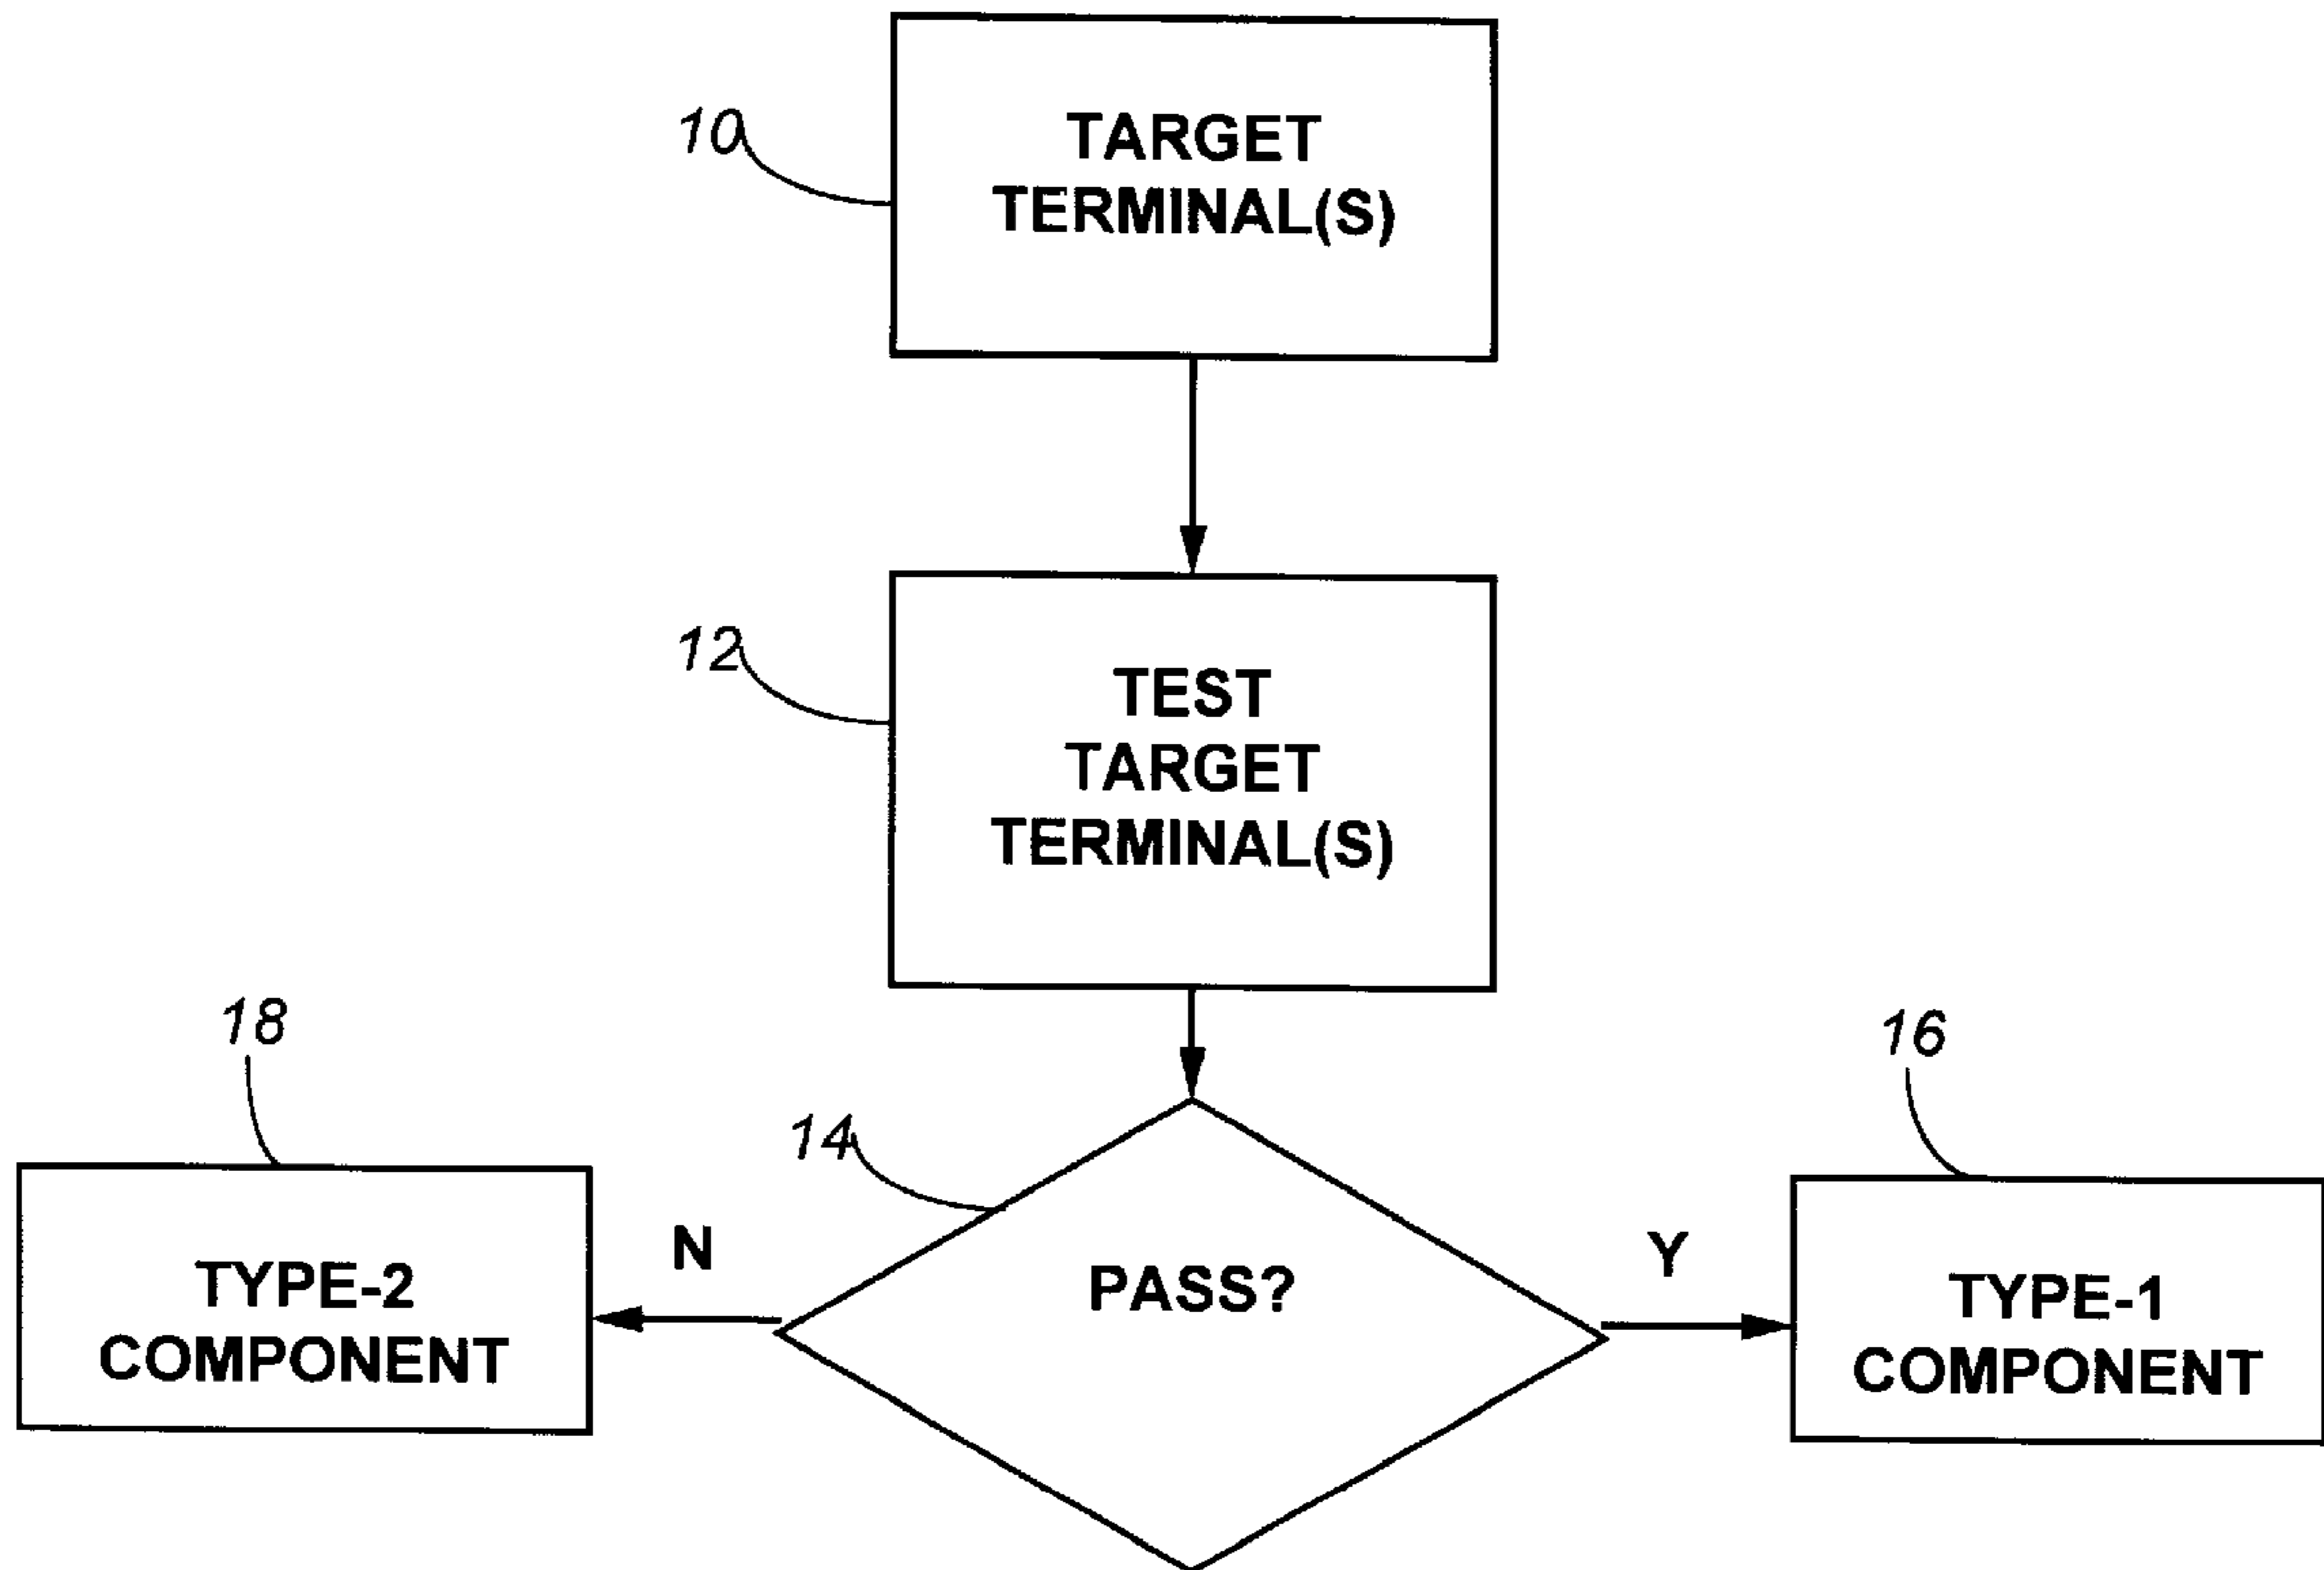 10
TARGET
TERMINAL(S)
12
TEST
TARGET
TERMINAL(S)
18
16
14
N
Y
PASS?
TYPE-2
COMPONENT
TYPE-1
COMPONENT